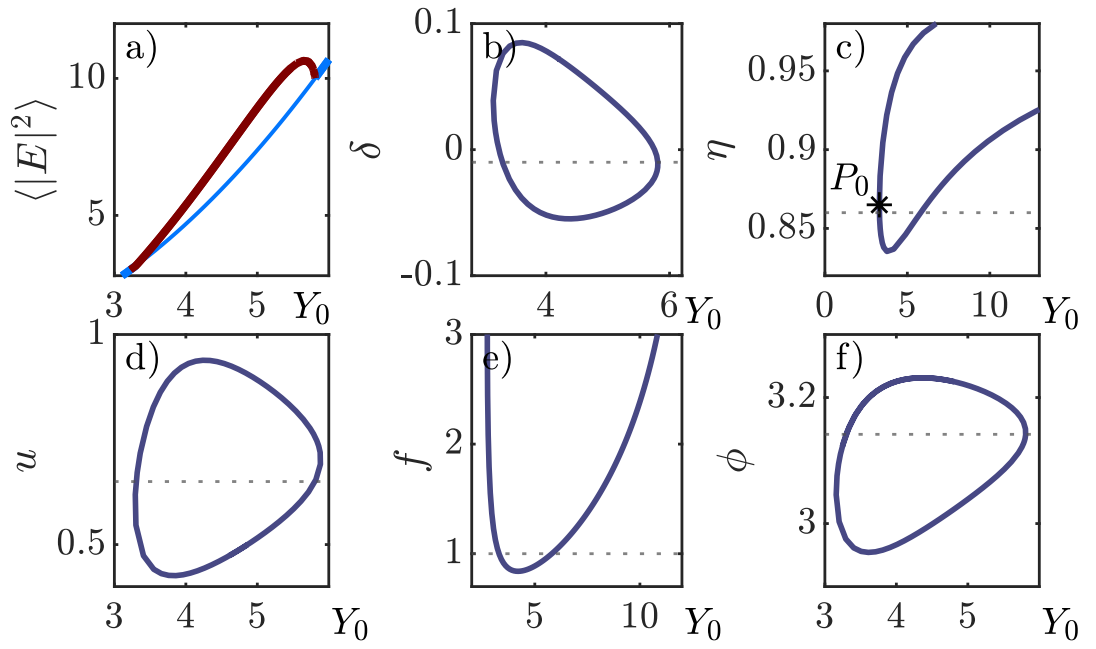 a)
10
5
⟨|E|²⟩
3 4 5 Y₀
b)
0.1
0
-0.1
δ
4 6 Y₀
c)
0.95
0.9
0.85
η
P₀
0 5 10 Y₀
d)
1
0.5
u
3 4 5 Y₀
e)
3
2
1
f
5 10 Y₀
f)
3.2
3
ϕ
3 4 5 Y₀